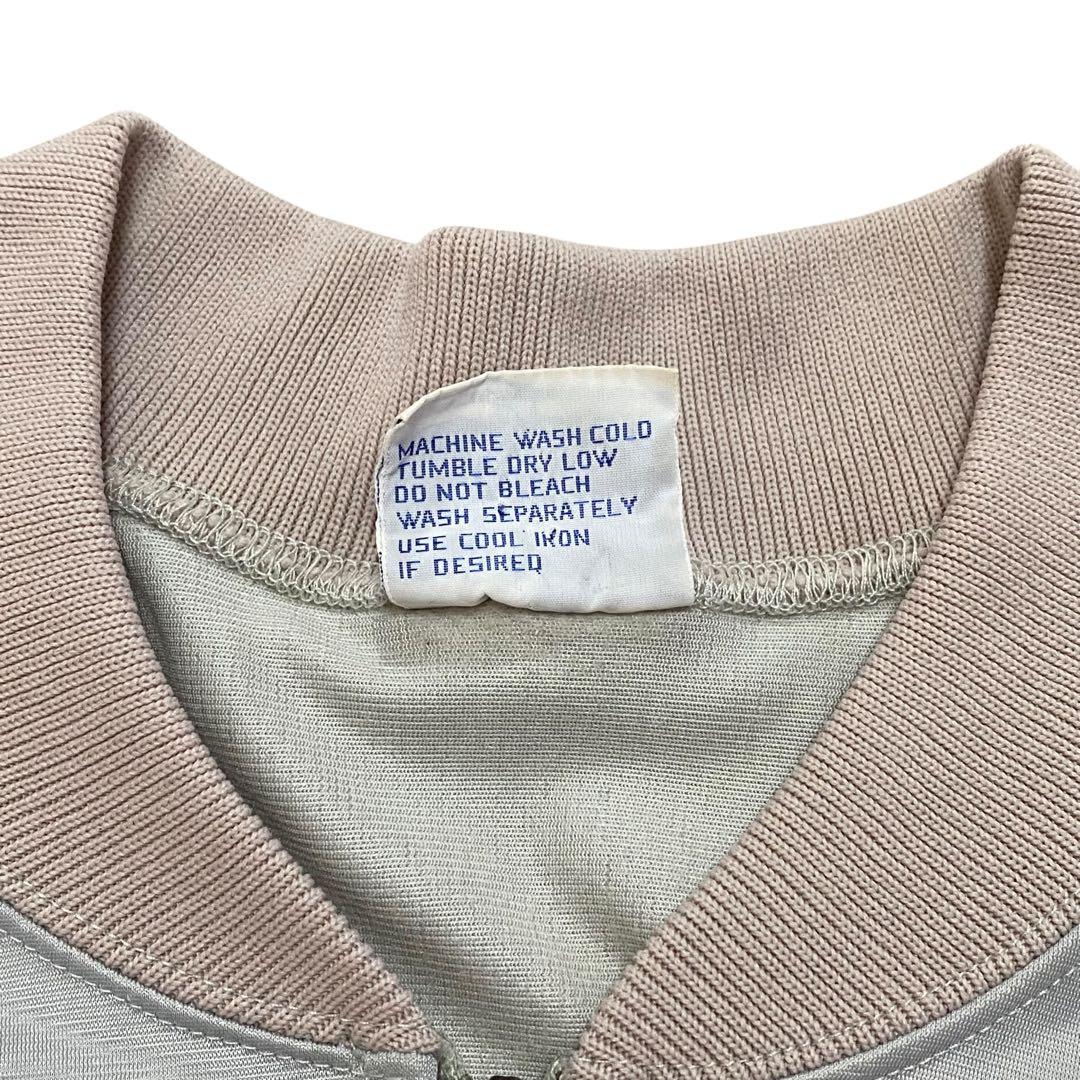 MACHINE WASH COLD
TUMBLE DRY LOW
DO NOT BLEACH
WASH SEPARATELY
USE COOL IRON
IF DESIRED